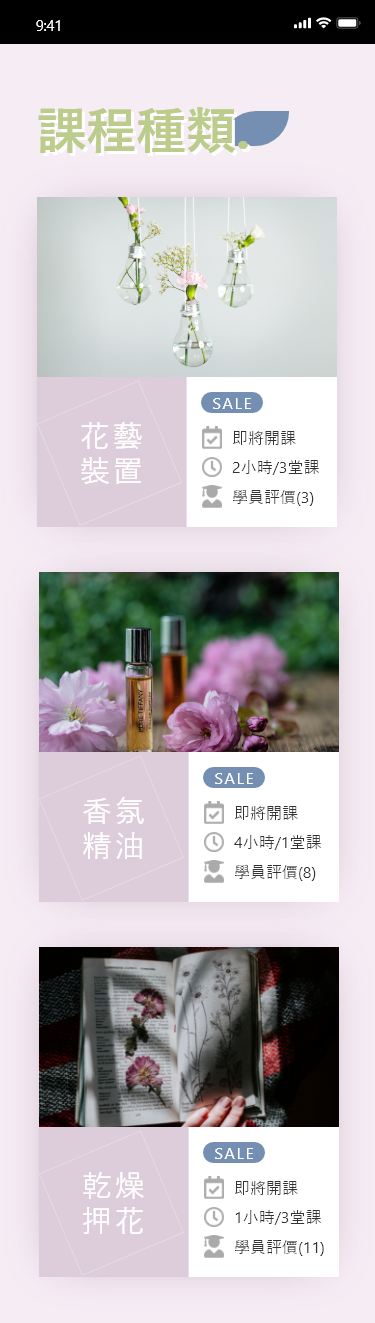 9:41
課程種類.
花藝
裝置
SALE
即將開課
2小時/3堂課
學員評價(3)
香氛
精油
SALE
即將開課
4小時/1堂課
學員評價(8)
乾燥
押花
SALE
即將開課
1小時/3堂課
學員評價(11)